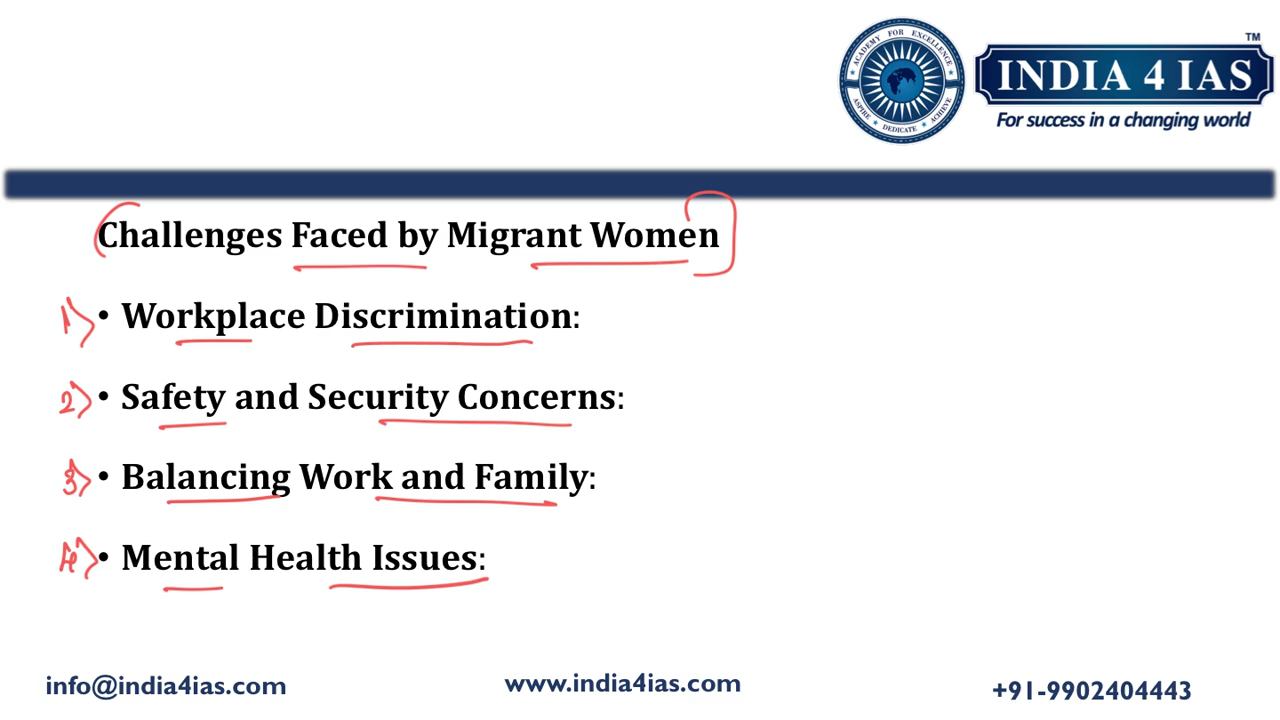 ACADEMY FOR EXCELLENCE
ASPIRE ★ DEDICATE ★ ACHIEVE
TM
INDIA 4 IAS
For success in a changing world
Challenges Faced by Migrant Women
1) • Workplace Discrimination:
2) • Safety and Security Concerns:
3) • Balancing Work and Family:
4) • Mental Health Issues:
info@india4ias.com
www.india4ias.com
+91-9902404443